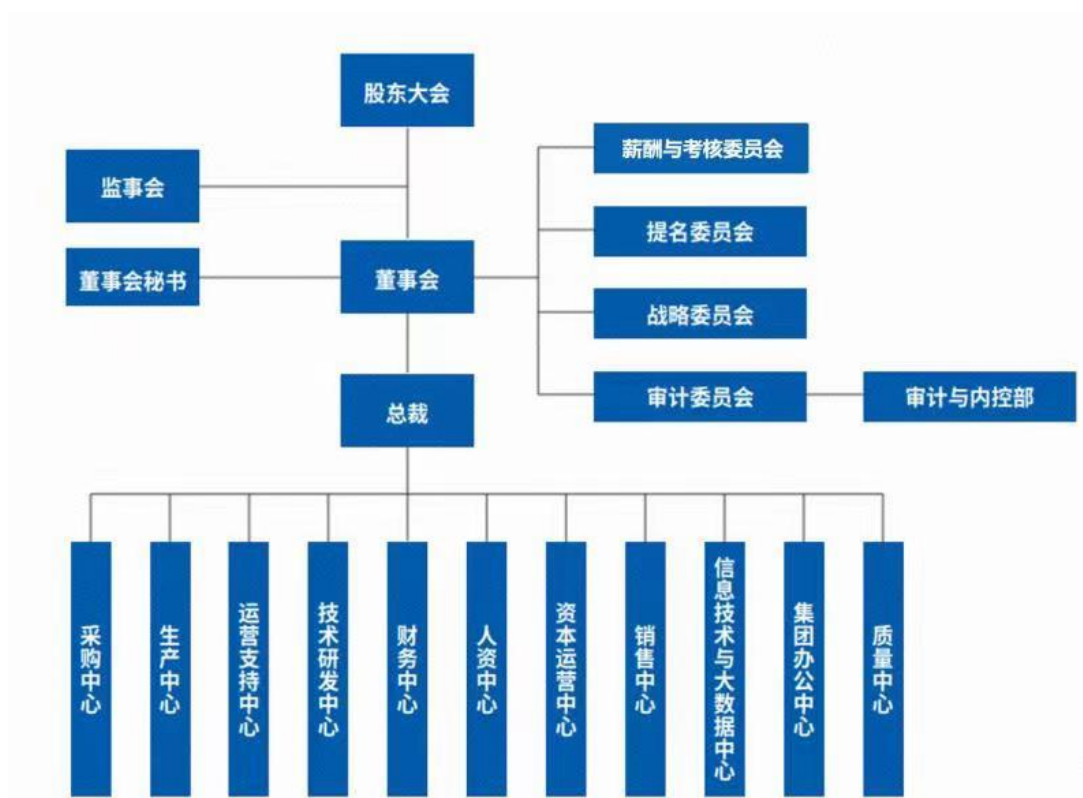 股东大会
监事会
薪酬与考核委员会
提名委员会
董事会秘书
董事会
战略委员会
总裁
审计委员会
审计与内控部
采购中心
生产中心
运营支持中心
技术研发中心
财务中心
人资中心
资本运营中心
销售中心
信息技术与大数据中心
集团办公中心
质量中心